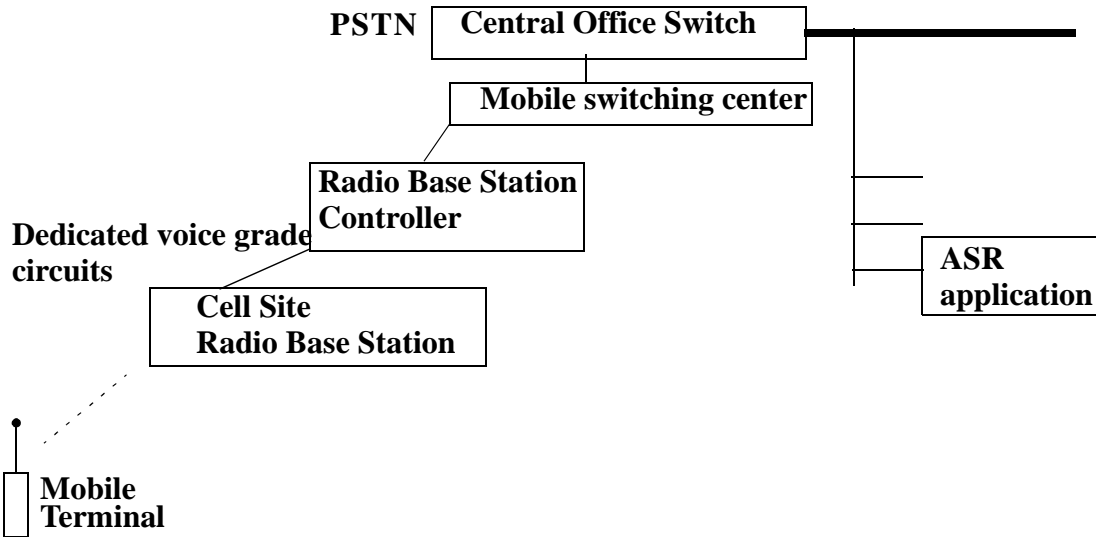 PSTN Central Office Switch
Mobile switching center
Radio Base Station
Controller
Dedicated voice grade
circuits
ASR
application
Cell Site
Radio Base Station
Mobile
Terminal